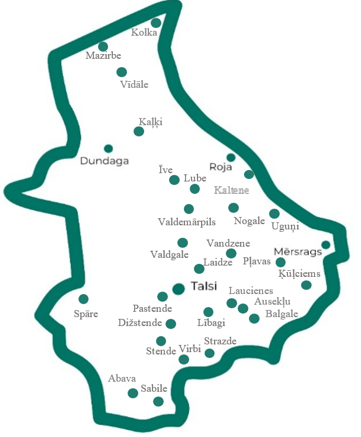 Kolka
Mazirbe
Vīdāle
Kaļķi
Dundaga
Roja
Īve
Lube
Kaltene
Valdemārpils
Nogale
Uguņi
Vandzene
Valdgale
Mērsrags
Laidze
Pļavas
Ķūļciems
Talsi
Laucienes
Pastende
Ausekļu
Spāre
Balgale
Dižstende
Lībagi
Strazde
Stende
Virbi
Abava
Sabile